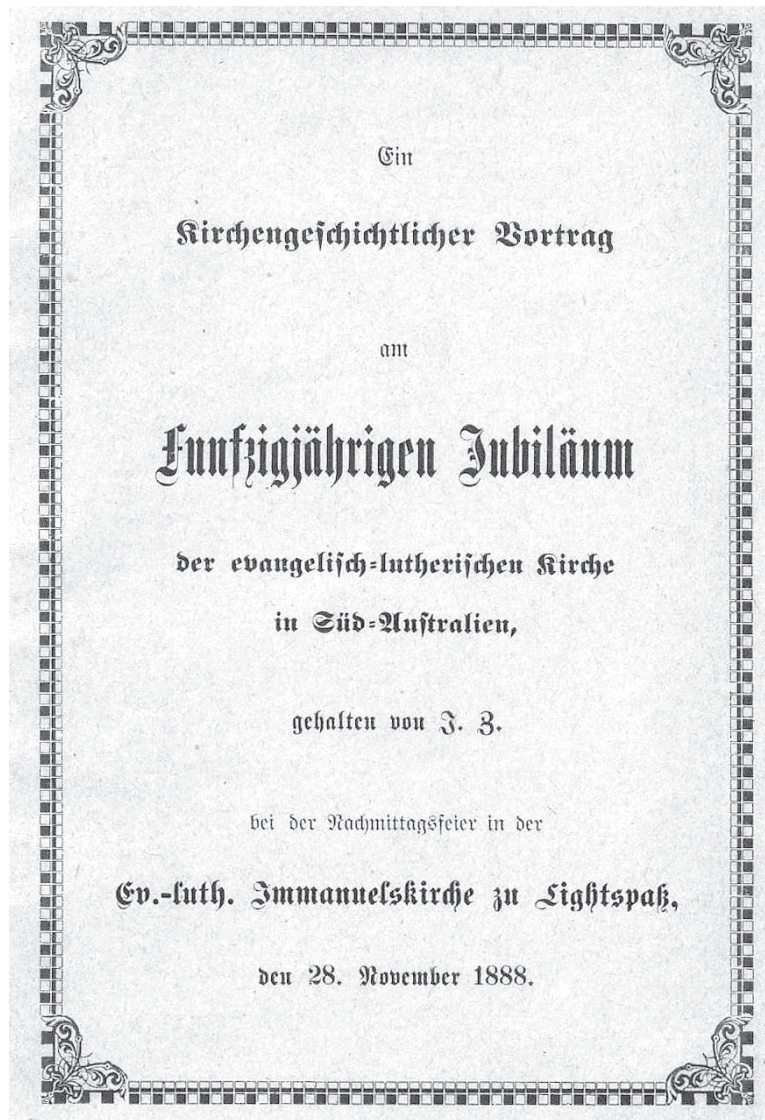 Ein
Kirchengeschichtlicher Vortrag
am
Funfzigjährigen Jubiläum
der evangelisch-lutherischen Kirche
in Süd-Australien,
gehalten von J. Z.
bei der Nachmittagsfeier in der
Ev.-luth. Immanuelskirche zu Lightspaß,
den 28. November 1888.